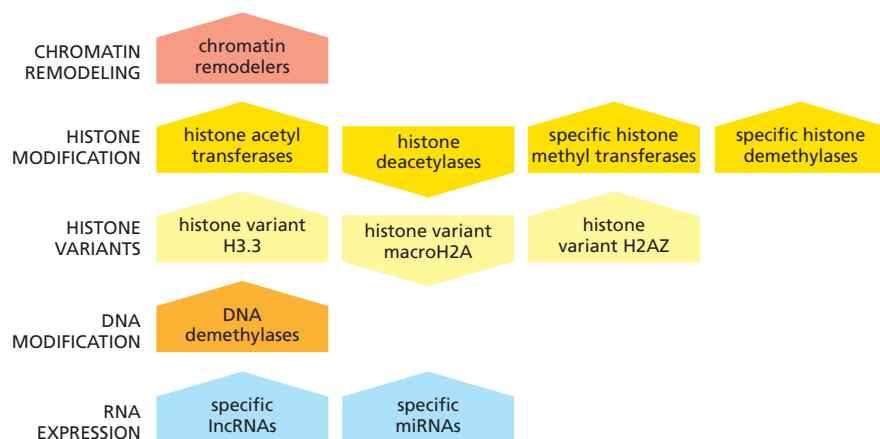 CHROMATIN
REMODELING
chromatin
remodelers
HISTONE
MODIFICATION
histone acetyl
transferases
histone
deacetylases
specific histone
methyl transferases
specific histone
demethylases
HISTONE
VARIANTS
histone variant
H3.3
histone variant
macroH2A
histone
variant H2AZ
DNA
MODIFICATION
DNA
demethylases
RNA
EXPRESSION
specific
lncRNAs
specific
miRNAs